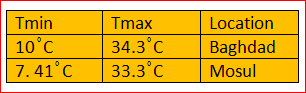 Tmin Tmax Location
10°C 34.3°C Baghdad
7. 41°C 33.3°C Mosul